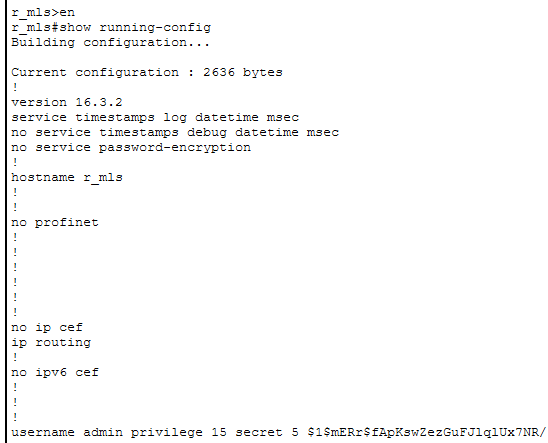 r_mls>en
r_mls#show running-config
Building configuration...
Current configuration : 2636 bytes
!
version 16.3.2
service timestamps log datetime msec
no service timestamps debug datetime msec
no service password-encryption
!
hostname r_mls
!
!
no profinet
!
!
!
!
!
!
no ip cef
ip routing
!
no ipv6 cef
!
!
!
username admin privilege 15 secret 5 $1$mERr$fApKswZezGuFJlqlUx7NR/